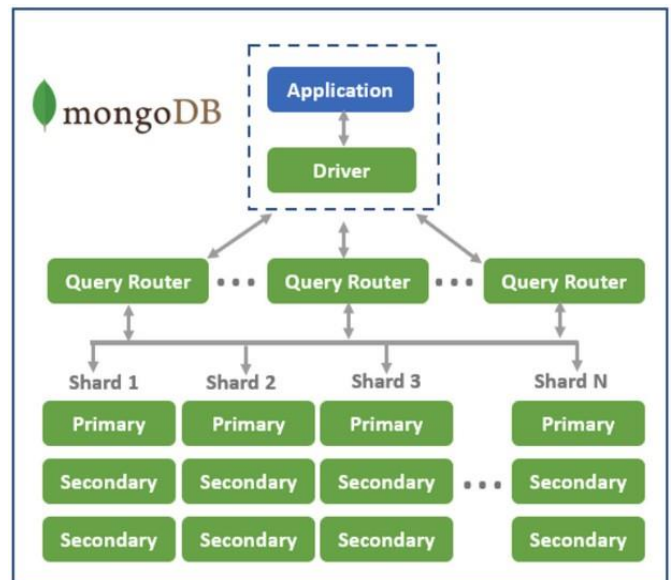 Application
mongoDB
Driver
Query Router ••• Query Router ••• Query Router
Shard 1 Shard 2 Shard 3 Shard N
Primary Primary Primary Primary
Secondary Secondary Secondary ••• Secondary
Secondary Secondary Secondary Secondary